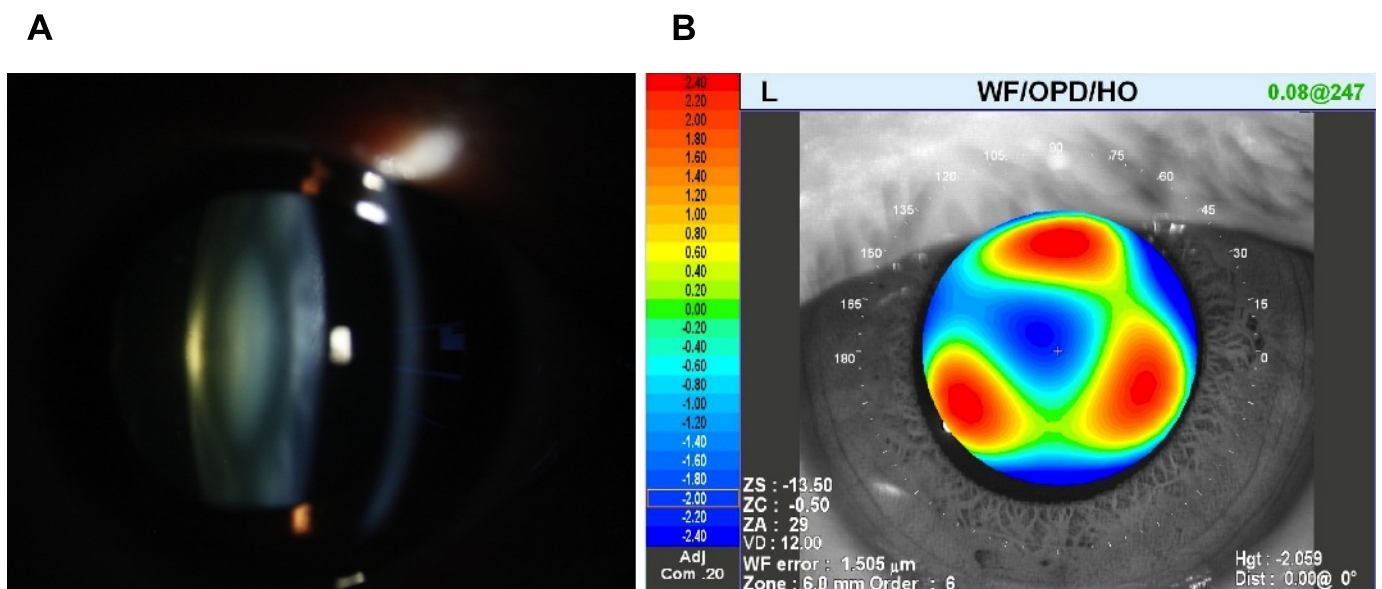 A
B
L WF/OPD/HO 0.08@247
2.40
2.20
2.00
1.80
1.60
1.40
1.20
1.00
0.80
0.60
0.40
0.20
0.00
-0.20
-0.40
-0.60
-0.80
-1.00
-1.20
-1.40
-1.60
-1.80
-2.00
-2.20
-2.40
Adj
Com .20
105 90 75
120 60
135 45
150 30
165 15
180 0
ZS : -13.50
ZC : -0.50
ZA : 29
VD : 12.00
WF error : 1.505 μm
Zone : 6.0 mm Order : 6
Hgt : -2.059
Dist : 0.00@ 0°